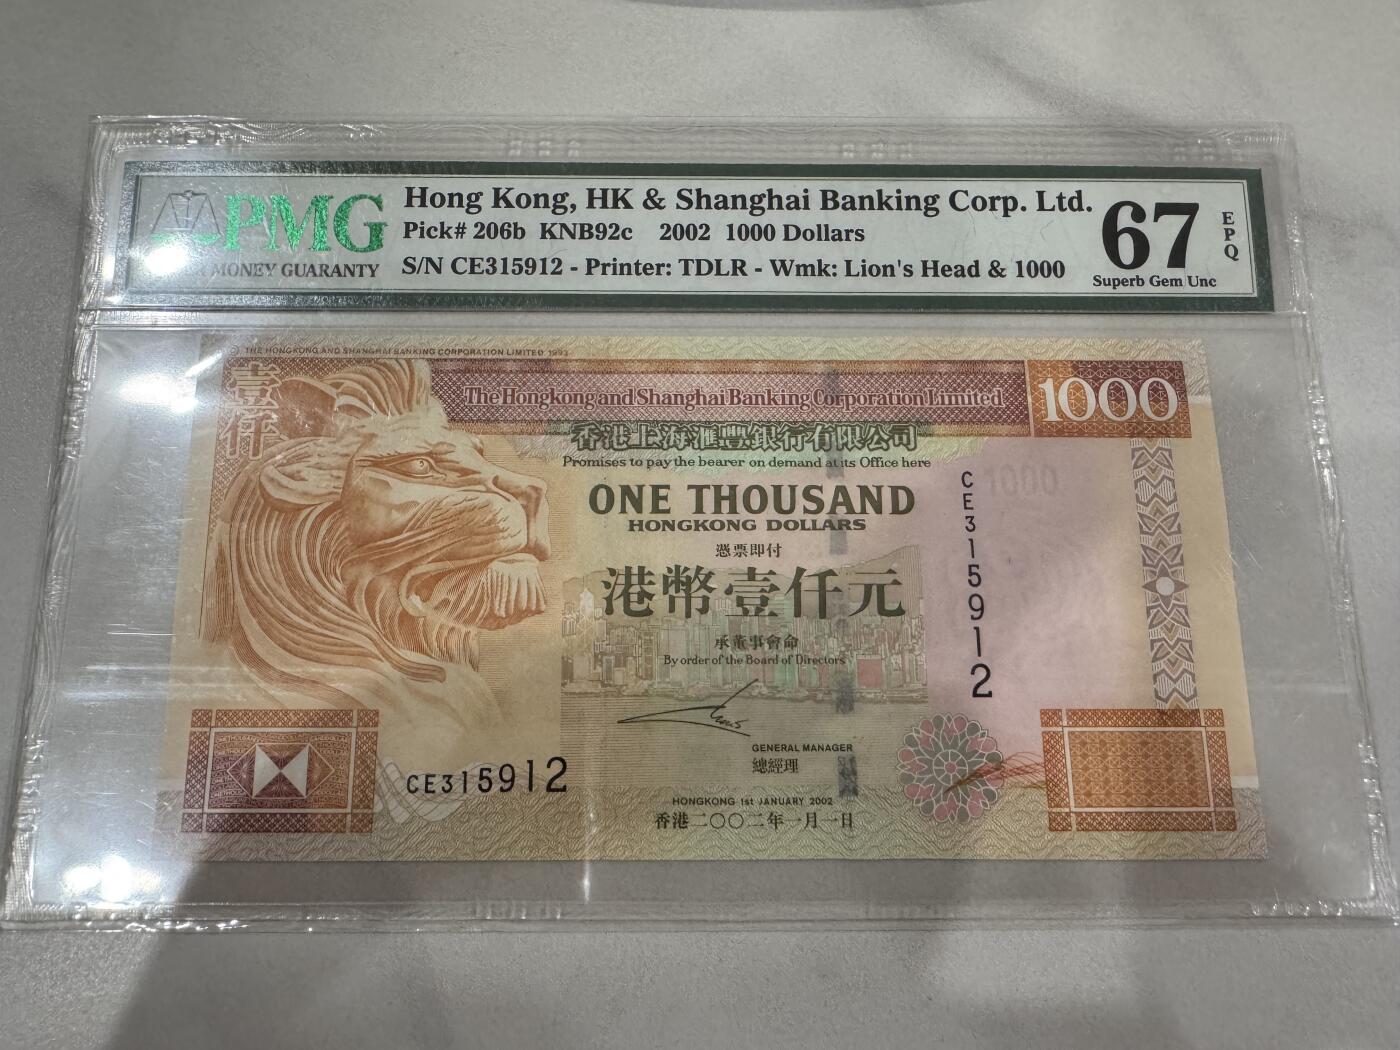 PMG
MONEY GUARANTY
Hong Kong, HK & Shanghai Banking Corp. Ltd.
Pick# 206b KNB92c 2002 1000 Dollars
S/N CE315912 - Printer: TDLR - Wmk: Lion's Head & 1000
67
EPQ
Superb Gem Unc
© THE HONGKONG AND SHANGHAI BANKING CORPORATION LIMITED 1993
壹仟
The Hongkong and Shanghai Banking Corporation Limited
1000
香港上海滙豐銀行有限公司
Promises to pay the bearer on demand at its Office here
ONE THOUSAND
HONGKONG DOLLARS
憑票即付
港幣壹仟元
承董事會命
By order of the Board of Directors
GENERAL MANAGER
總經理
HONGKONG 1st JANUARY 2002
香港二〇〇二年一月一日
CE315912
1000
CE315912